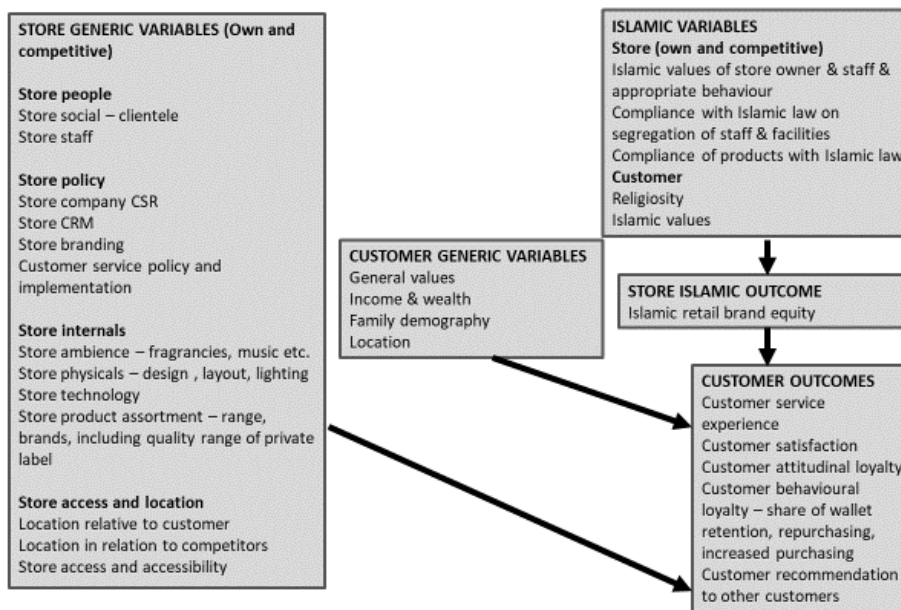 STORE GENERIC VARIABLES (Own and
competitive)
Store people
Store social – clientele
Store staff
Store policy
Store company CSR
Store CRM
Store branding
Customer service policy and
implementation
Store internals
Store ambience – fragrancies, music etc.
Store physicals – design , layout, lighting
Store technology
Store product assortment – range,
brands, including quality range of private
label
Store access and location
Location relative to customer
Location in relation to competitors
Store access and accessibility
CUSTOMER GENERIC VARIABLES
General values
Income & wealth
Family demography
Location
ISLAMIC VARIABLES
Store (own and competitive)
Islamic values of store owner & staff &
appropriate behaviour
Compliance with Islamic law on
segregation of staff & facilities
Compliance of products with Islamic law
Customer
Religiosity
Islamic values
STORE ISLAMIC OUTCOME
Islamic retail brand equity
CUSTOMER OUTCOMES
Customer service
experience
Customer satisfaction
Customer attitudinal loyalty
Customer behavioural
loyalty – share of wallet
retention, repurchasing,
increased purchasing
Customer recommendation
to other customers